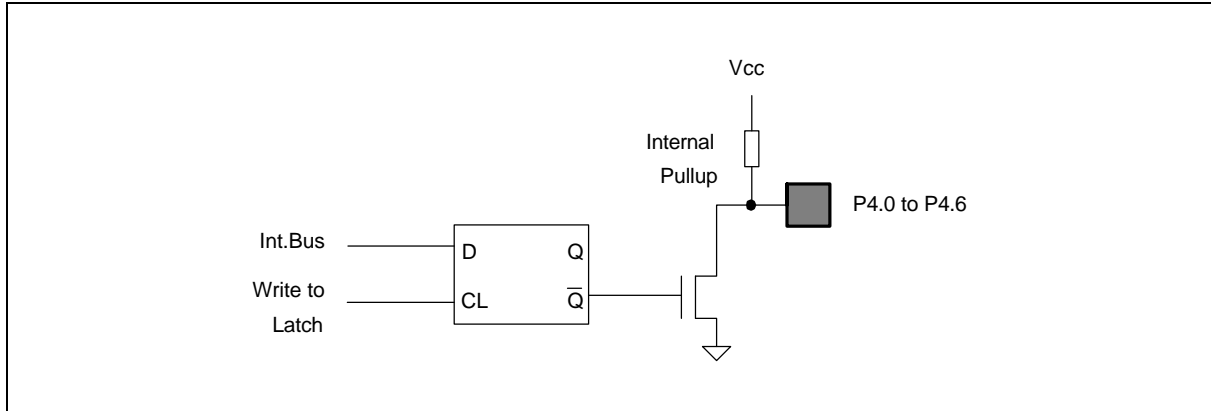 Vcc
Internal
Pullup
P4.0 to P4.6
Int.Bus
D
Q
Write to
Latch
CL
Q̅